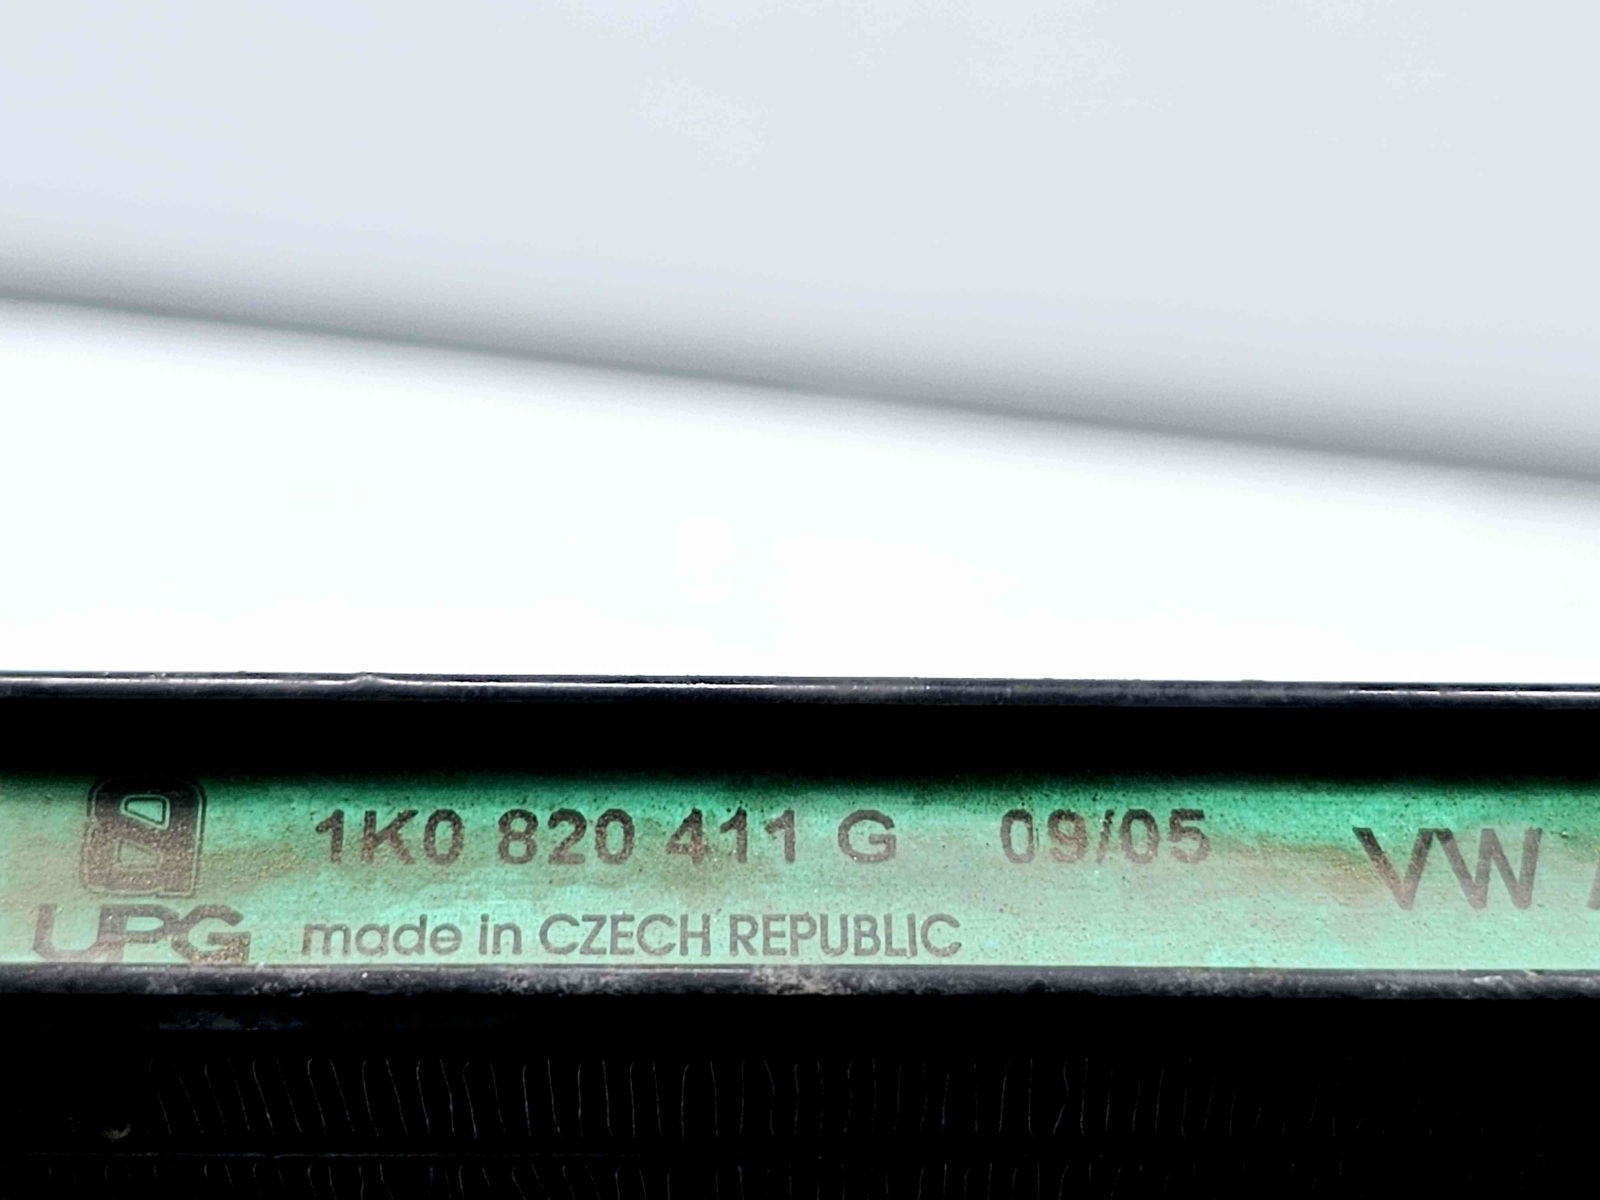 1K0 820 411 G 09/05 VW
UPG made in CZECH REPUBLIC